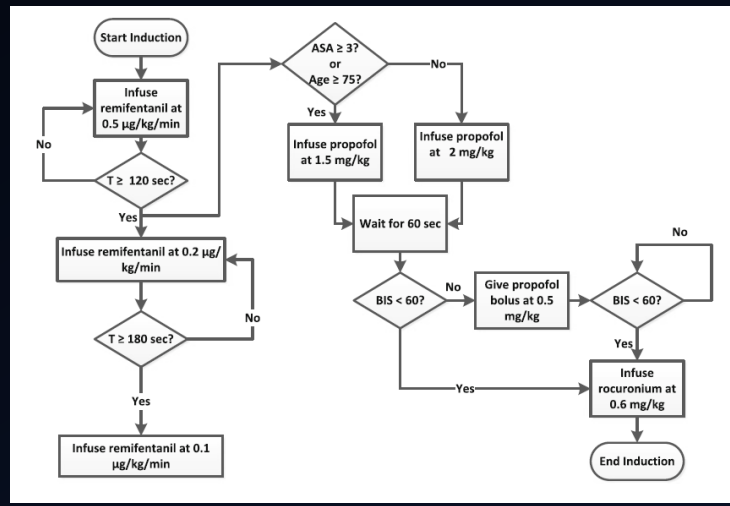 Start Induction
Infuse
remifentanil at
0.5 µg/kg/min
No
T ≥ 120 sec?
Yes
Infuse remifentanil at 0.2 µg/
kg/min
No
T ≥ 180 sec?
Yes
Infuse remifentanil at 0.1
µg/kg/min
ASA ≥ 3?
or
Age ≥ 75?
No
Yes
Infuse propofol
at 1.5 mg/kg
Infuse propofol
at 2 mg/kg
Wait for 60 sec
BIS < 60?
No
Give propofol
bolus at 0.5
mg/kg
BIS < 60?
No
Yes
Yes
Infuse
rocuronium at
0.6 mg/kg
End Induction